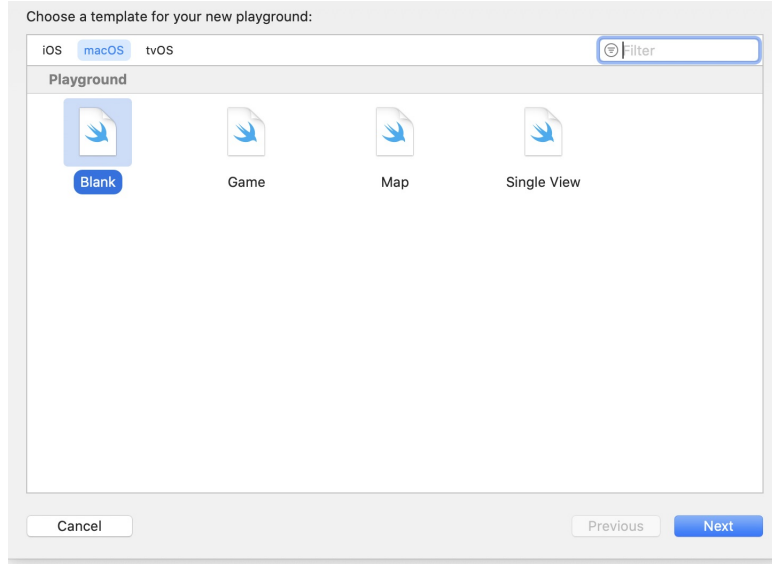 Choose a template for your new playground:
iOS macOS tvOS Filter
Playground
Blank Game Map Single View
Cancel Previous Next